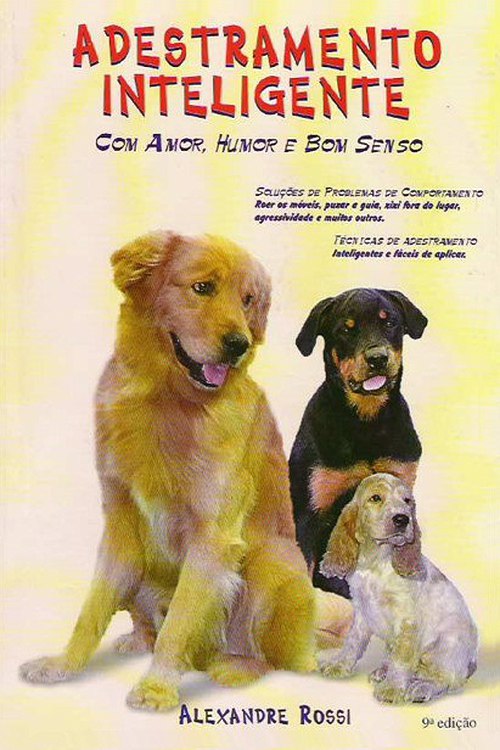 ADESTRAMENTO
INTELIGENTE
COM AMOR, HUMOR E BOM SENSO
SOLUÇÕES DE PROBLEMAS DE COMPORTAMENTO
Roer os móveis, puxar a guia, xixi fora do lugar,
agressividade e muitos outros.
TÉCNICAS DE ADESTRAMENTO
Inteligentes e fáceis de aplicar.
ALEXANDRE ROSSI
9ª edição